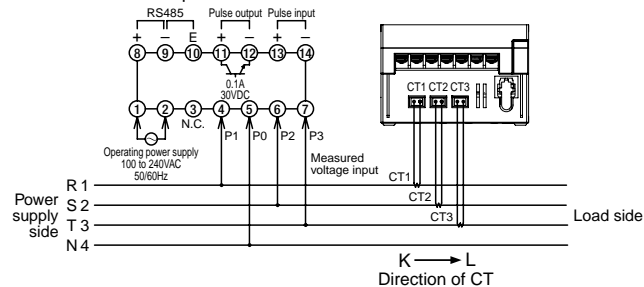 RS485 Pulse output Pulse input
+ − E + − + −
8 9 10 11 12 13 14
0.1A
30VDC
CT1 CT2 CT3
1 2 3 4 5 6 7
N.C. P1 P0 P2 P3
Operating power supply
100 to 240VAC
50/60Hz
Measured
voltage input
CT1
CT2
CT3
Power
supply
side
R 1
S 2
T 3
N 4
Load side
K L
Direction of CT